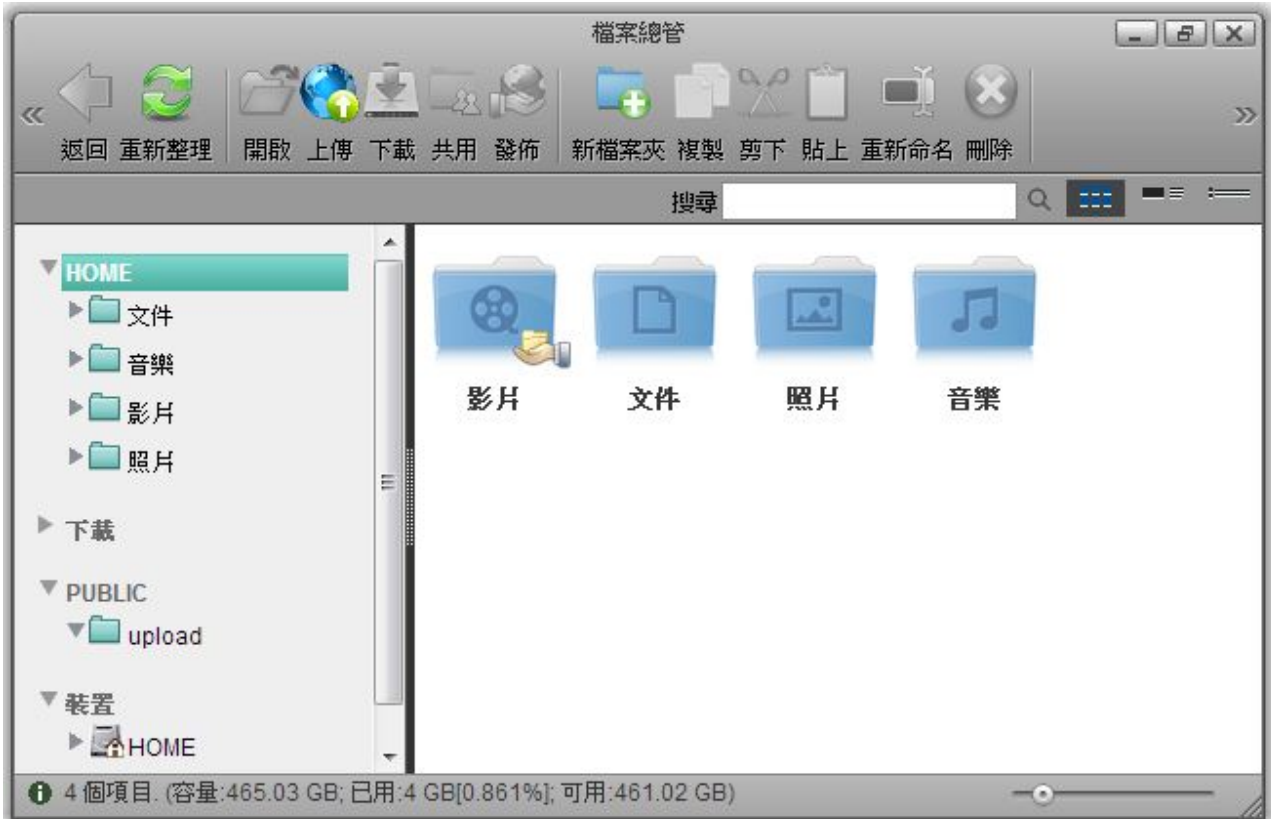 檔案總管
返回 重新整理 開啟 上傳 下載 共用 發佈 新檔案夾 複製 剪下 貼上 重新命名 刪除
搜尋
HOME
文件
音樂
影片
照片
下載
PUBLIC
upload
裝置
HOME
影片 文件 照片 音樂
4 個項目. (容量:465.03 GB; 已用:4 GB[0.861%]; 可用:461.02 GB)